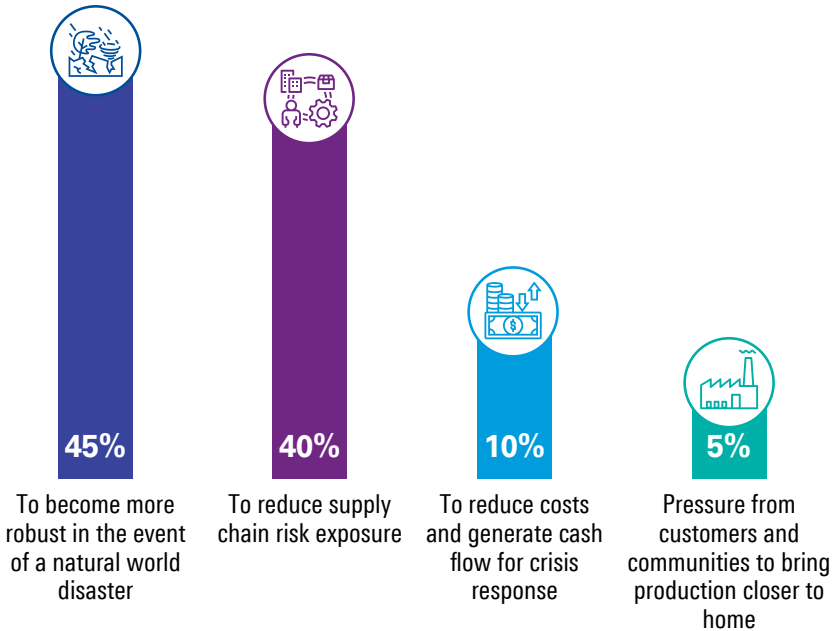 45%
To become more
robust in the event
of a natural world
disaster
40%
To reduce supply
chain risk exposure
$
10%
To reduce costs
and generate cash
flow for crisis
response
5%
Pressure from
customers and
communities to bring
production closer to
home